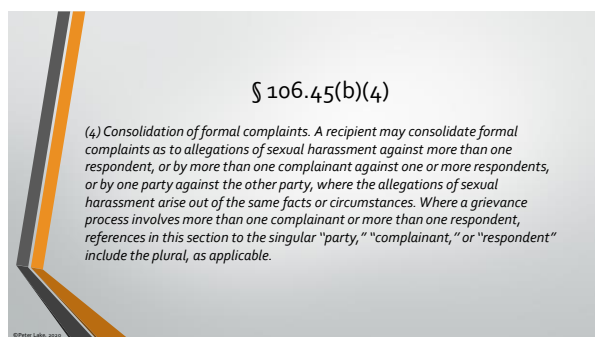 § 106.45(b)(4)
(4) Consolidation of formal complaints. A recipient may consolidate formal
complaints as to allegations of sexual harassment against more than one
respondent, or by more than one complainant against one or more respondents,
or by one party against the other party, where the allegations of sexual
harassment arise out of the same facts or circumstances. Where a grievance
process involves more than one complainant or more than one respondent,
references in this section to the singular “party,” “complainant,” or “respondent”
include the plural, as applicable.
©Peter Lake, 2020